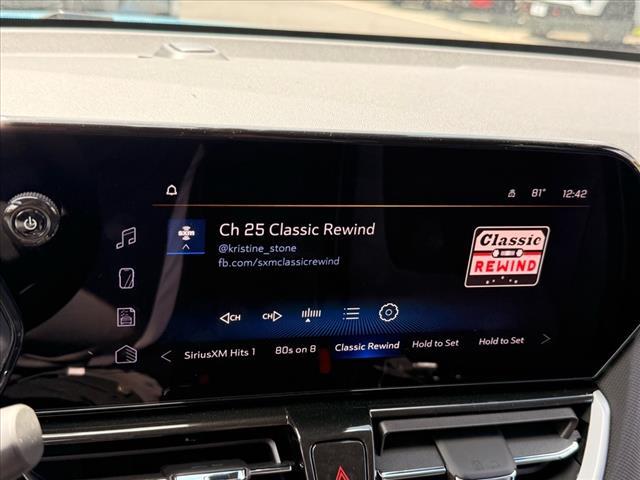 81° 12:42
sxm
Ch 25 Classic Rewind
@kristine_stone
fb.com/sxmclassicrewind
Classic
REWIND
CH CH
SiriusXM Hits 1 80s on 8 Classic Rewind Hold to Set Hold to Set